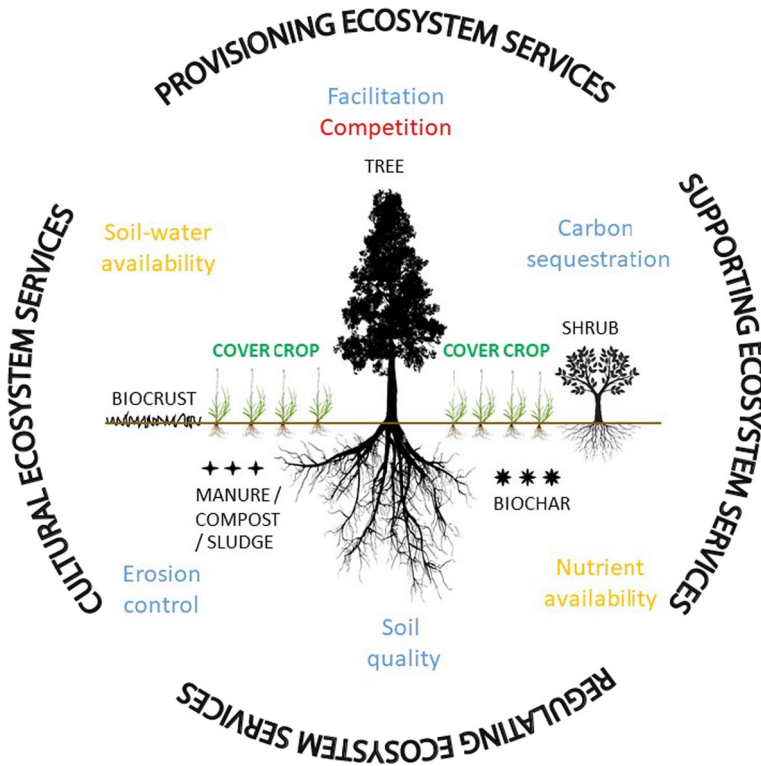 PROVISIONING ECOSYSTEM SERVICES
Facilitation
Competition
TREE
SUPPORTING ECOSYSTEM SERVICES
CULTURAL ECOSYSTEM SERVICES
Soil-water
availability
Carbon
sequestration
SHRUB
COVER CROP
COVER CROP
BIOCRUST
MANURE /
COMPOST
/ SLUDGE
BIOCHAR
Erosion
control
Nutrient
availability
Soil
quality
REGULATING ECOSYSTEM SERVICES